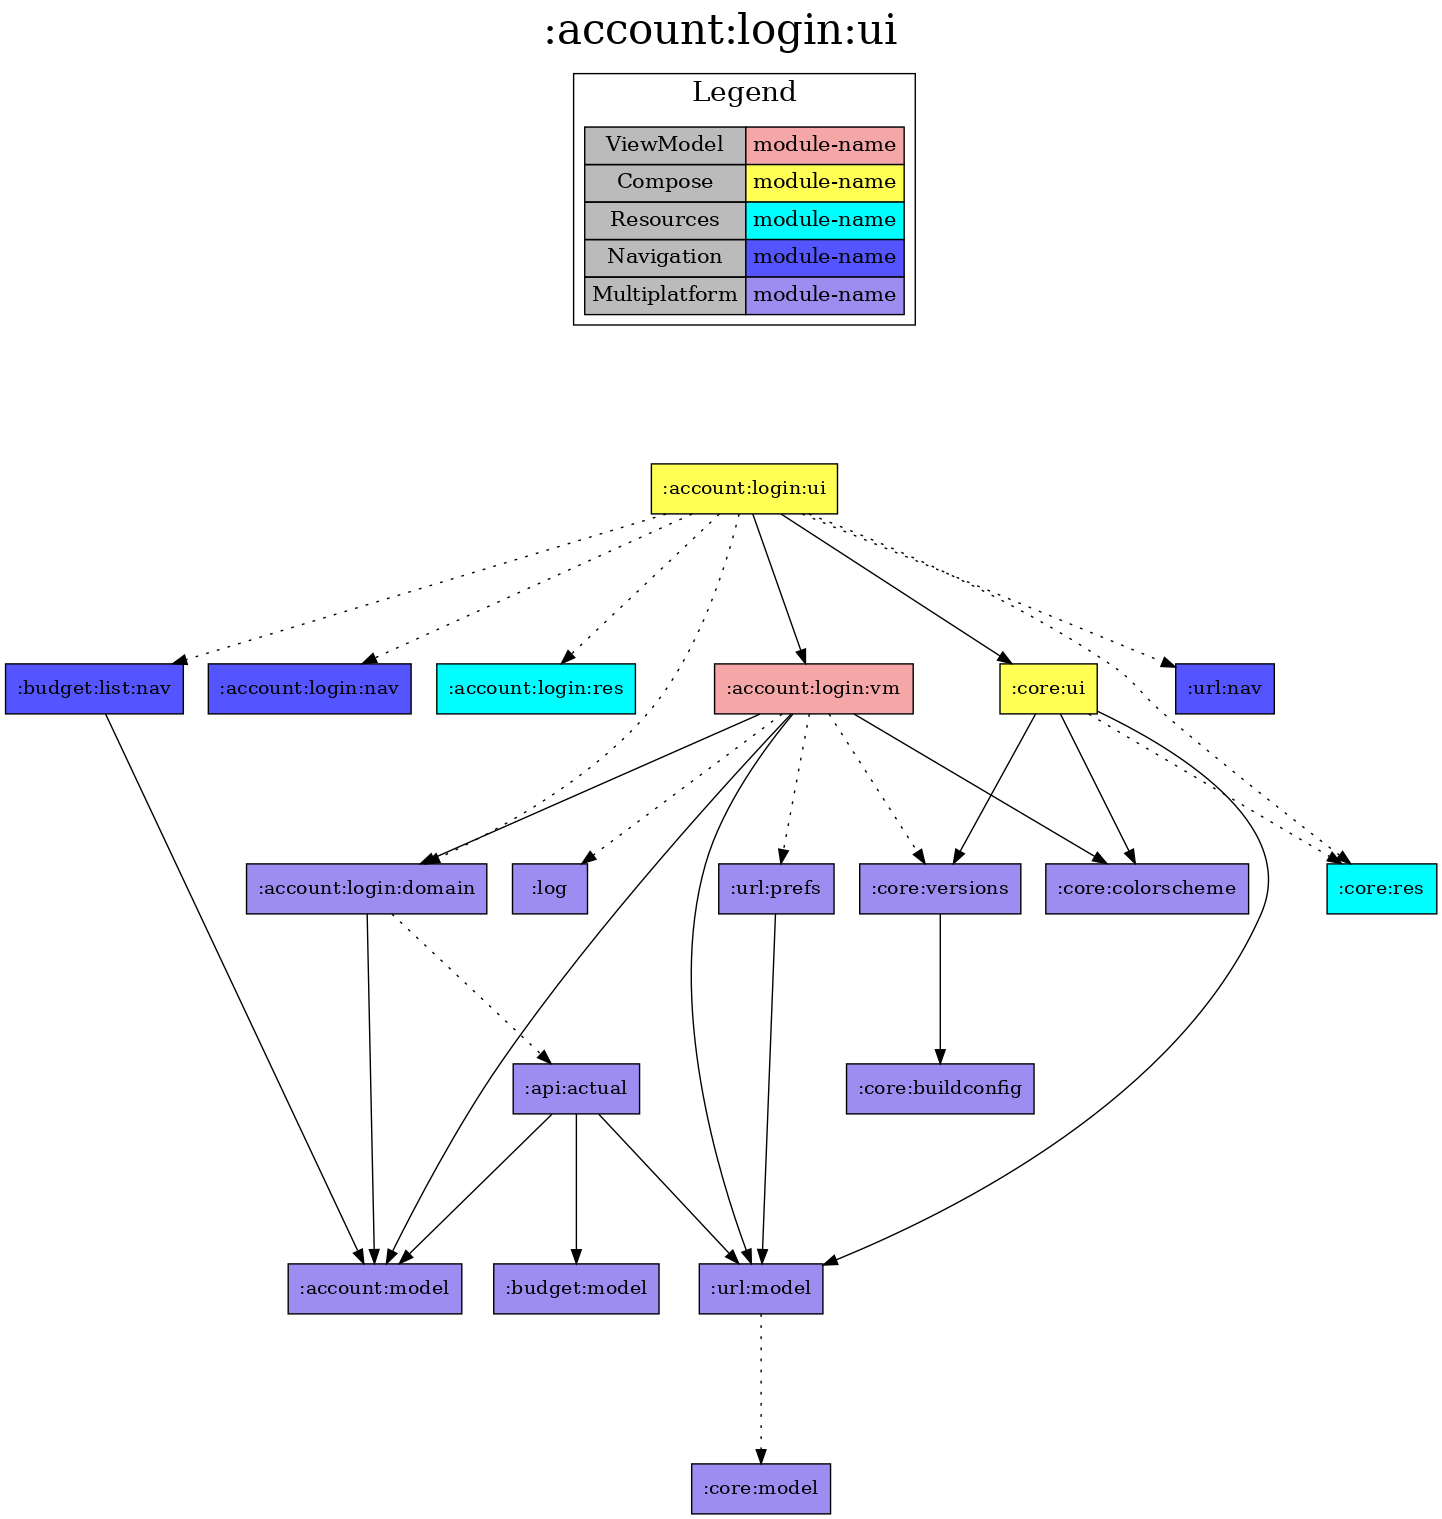 :account:login:ui
Legend
ViewModel module-name
Compose module-name
Resources module-name
Navigation module-name
Multiplatform module-name
:account:login:ui
:budget:list:nav :account:login:nav :account:login:res :account:login:vm :core:ui :url:nav
:account:login:domain :log :url:prefs :core:versions :core:colorscheme :core:res
:api:actual :core:buildconfig
:account:model :budget:model :url:model
:core:model